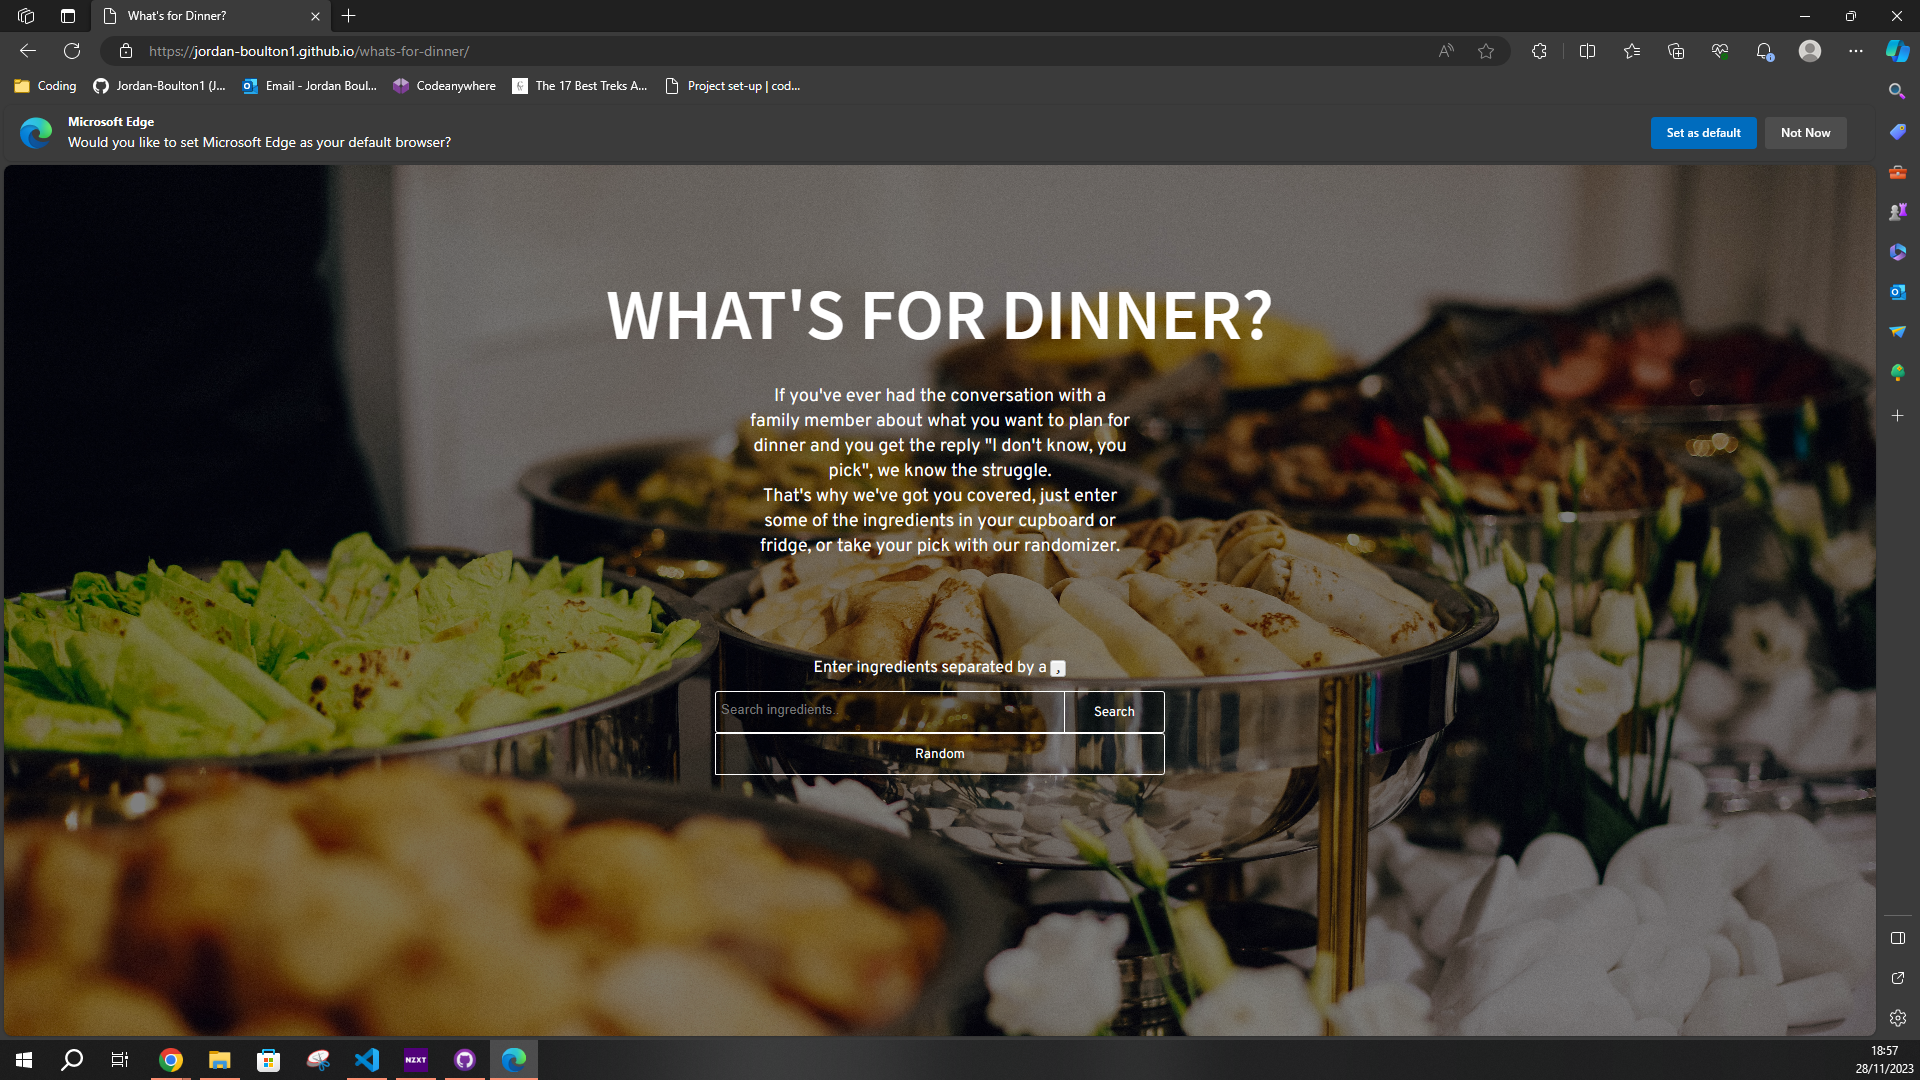 What's for Dinner?
https://jordan-boulton1.github.io/whats-for-dinner/
Coding
Jordan-Boulton1 (J...
Email - Jordan Boul...
Codeanywhere
The 17 Best Treks A...
Project set-up | cod...
Microsoft Edge
Would you like to set Microsoft Edge as your default browser?
Set as default
Not Now
WHAT'S FOR DINNER?
If you've ever had the conversation with a
family member about what you want to plan for
dinner and you get the reply "I don't know, you
pick", we know the struggle.
That's why we've got you covered, just enter
some of the ingredients in your cupboard or
fridge, or take your pick with our randomizer.
Enter ingredients separated by a ,
Search ingredients..
Search
Random
NZXT
18:57
28/11/2023